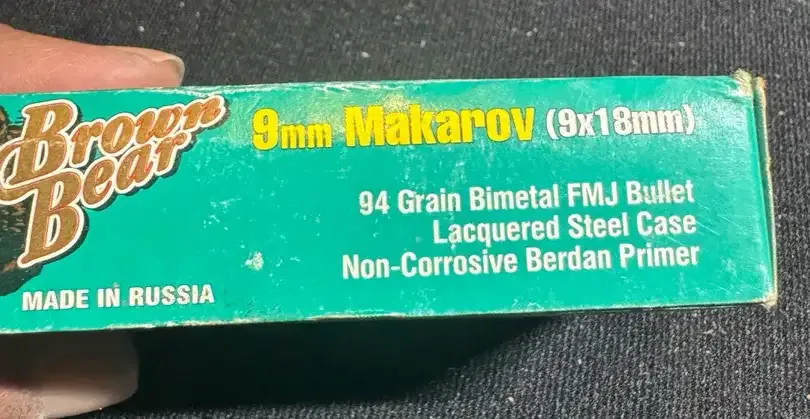 Brown
Bear
9mm Makarov (9x18mm)
94 Grain Bimetal FMJ Bullet
Lacquered Steel Case
Non-Corrosive Berdan Primer
MADE IN RUSSIA